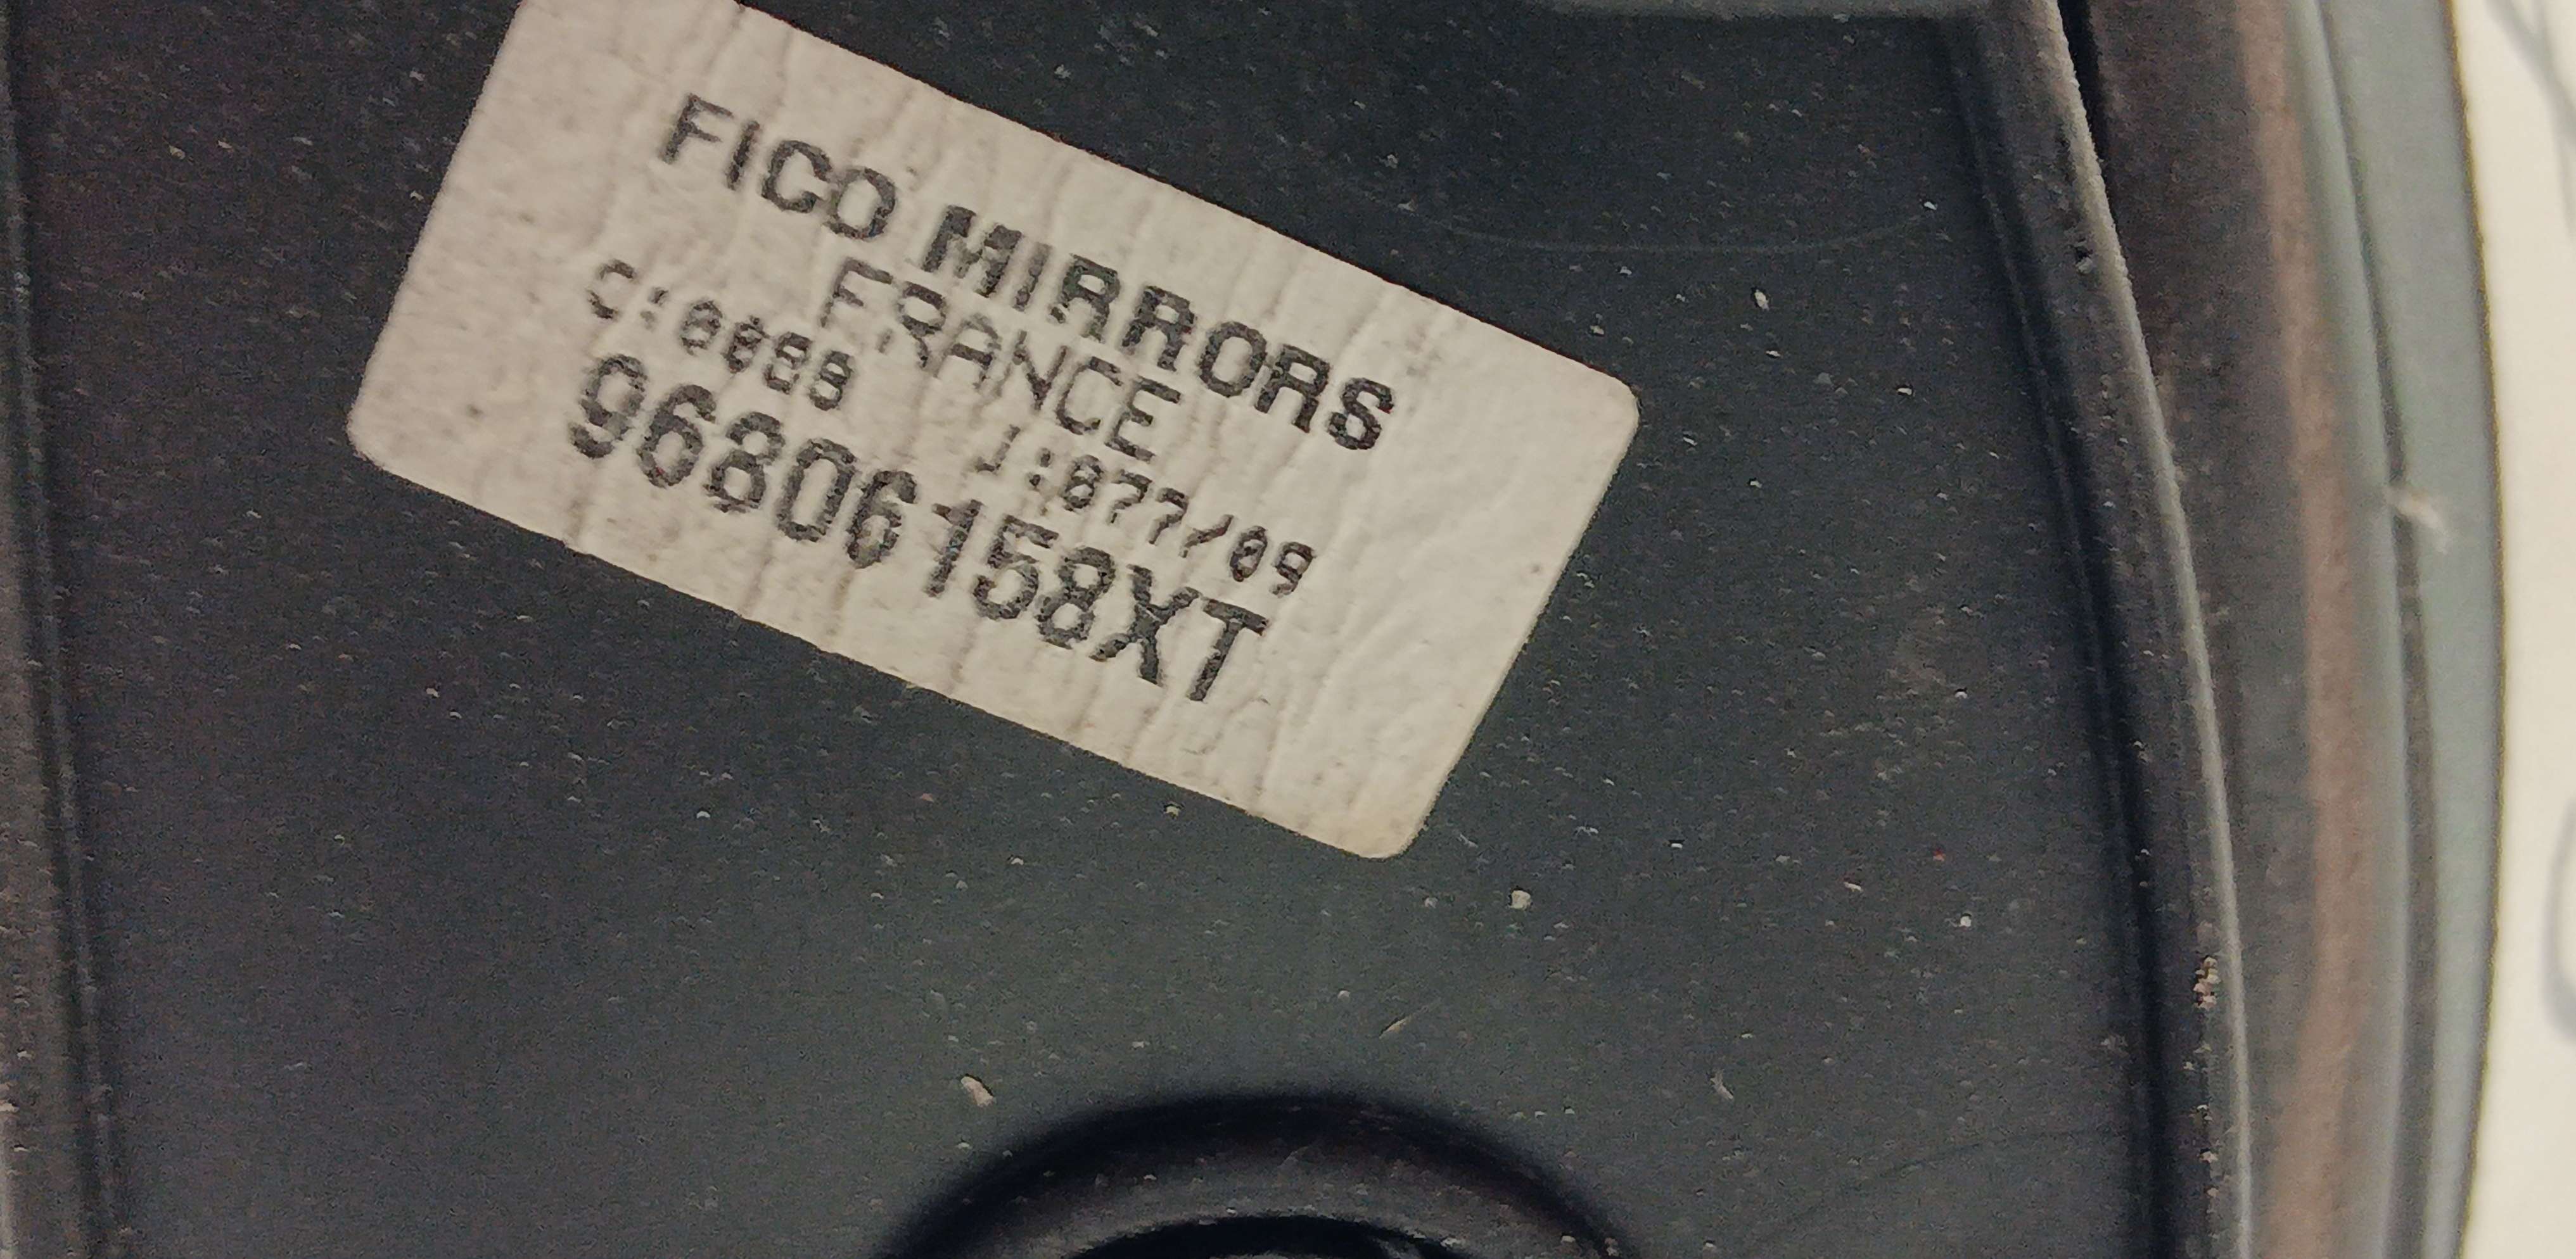 FICO MIRRORS
FRANCE
C:0088 J:077/09
96806158XT